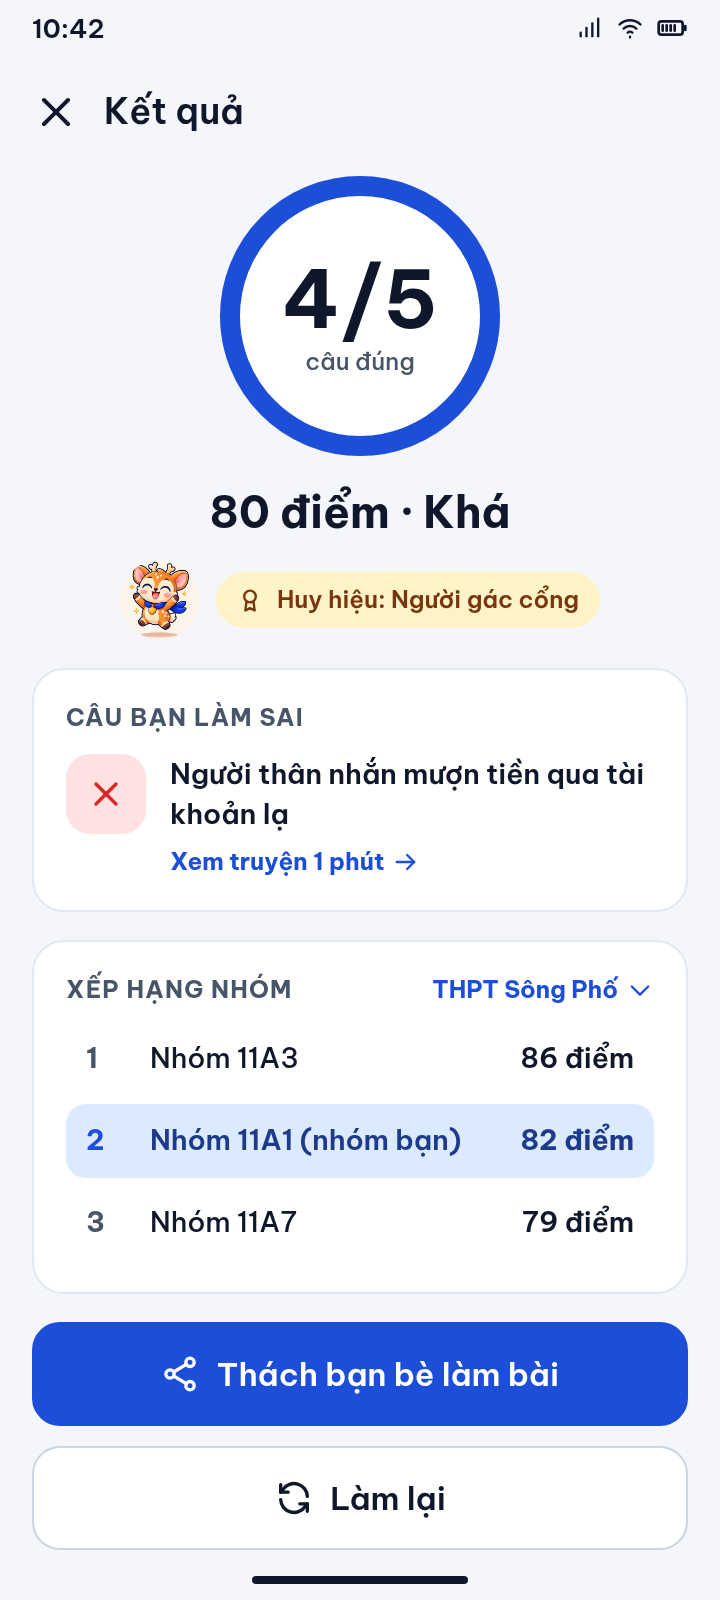 10:42
Kết quả
4/5
câu đúng
80 điểm · Khá
Huy hiệu: Người gác cổng
CÂU BẠN LÀM SAI
Người thân nhắn mượn tiền qua tài
khoản lạ
Xem truyện 1 phút →
XẾP HẠNG NHÓM THPT Sông Phố
1 Nhóm 11A3 86 điểm
2 Nhóm 11A1 (nhóm bạn) 82 điểm
3 Nhóm 11A7 79 điểm
Thách bạn bè làm bài
Làm lại